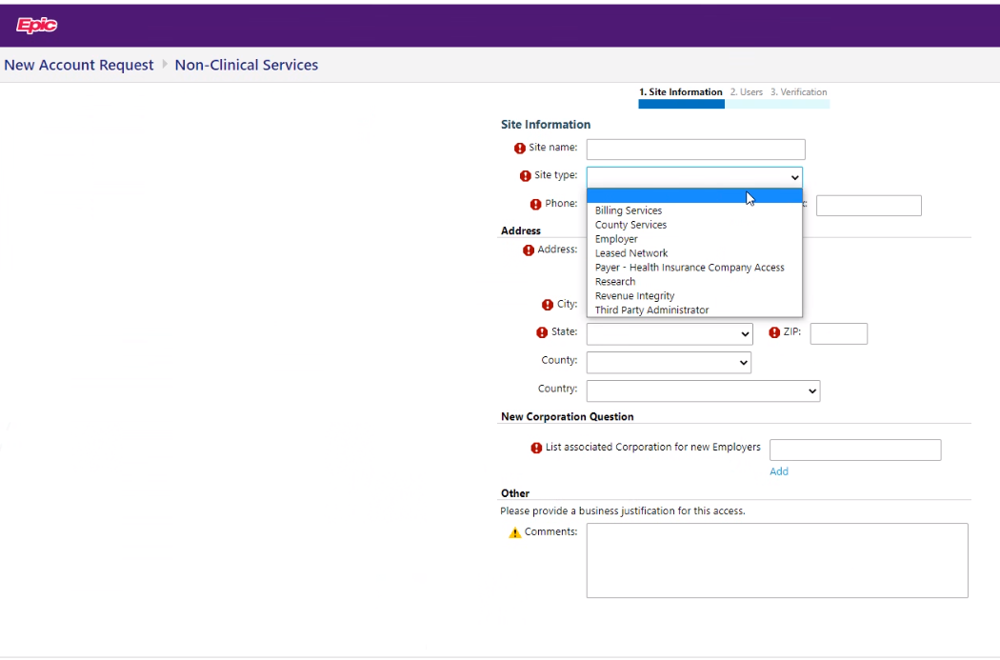 Epic
New Account Request Non-Clinical Services
1. Site Information 2. Users 3. Verification
Site Information
Site name:
Site type:
Billing Services
County Services
Employer
Leased Network
Payer - Health Insurance Company Access
Research
Revenue Integrity
Third Party Administrator
Phone:
Address
Address:
City:
State: ZIP:
County:
Country:
New Corporation Question
List associated Corporation for new Employers
Add
Other
Please provide a business justification for this access.
Comments: